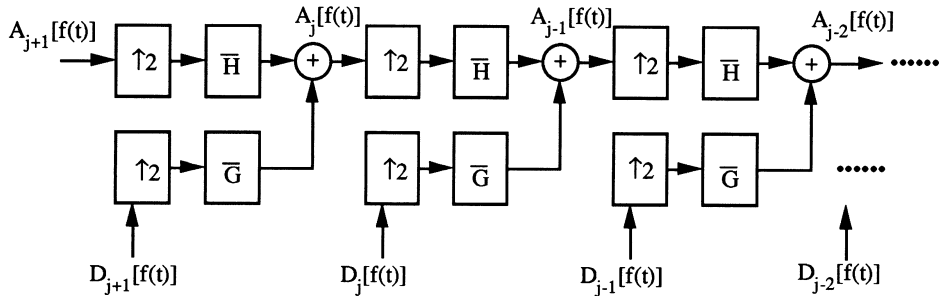 A_{j+1}[f(t)] A_j[f(t)] A_{j-1}[f(t)] A_{j-2}[f(t)]
↑2 H̅ + ↑2 H̅ + ↑2 H̅ + ••••••
↑2 G̅ ↑2 G̅ ↑2 G̅ ••••••
D_{j+1}[f(t)] D_j[f(t)] D_{j-1}[f(t)] D_{j-2}[f(t)]